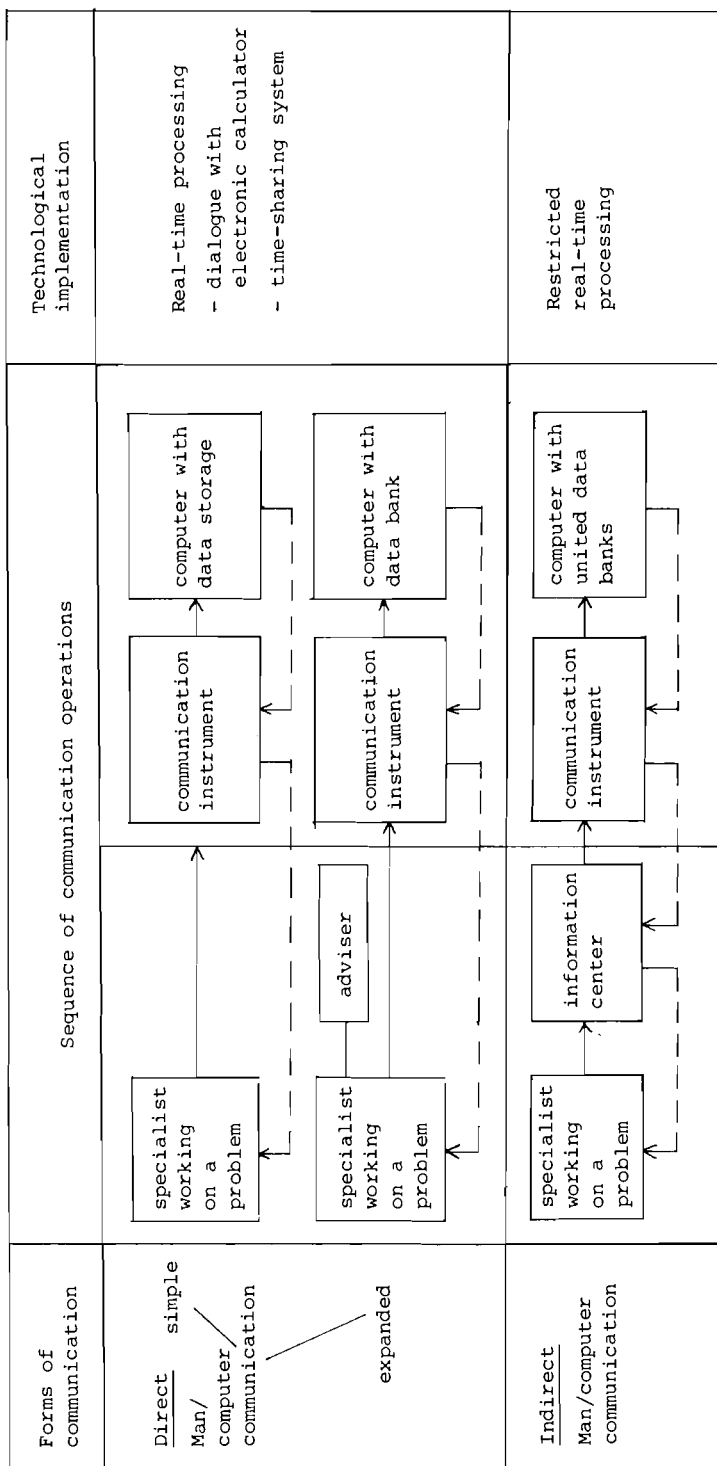 Forms of
communication
Sequence of communication operations
Technological
implementation
Direct
simple
Man/
computer
communication
expanded
specialist
working
on a
problem
communication
instrument
computer with
data storage
Real-time processing
- dialogue with
electronic calculator
- time-sharing system
specialist
working
on a
problem
adviser
communication
instrument
computer with
data bank
Indirect
Man/computer
communication
specialist
working
on a
problem
information
center
communication
instrument
computer with
united data
banks
Restricted
real-time
processing